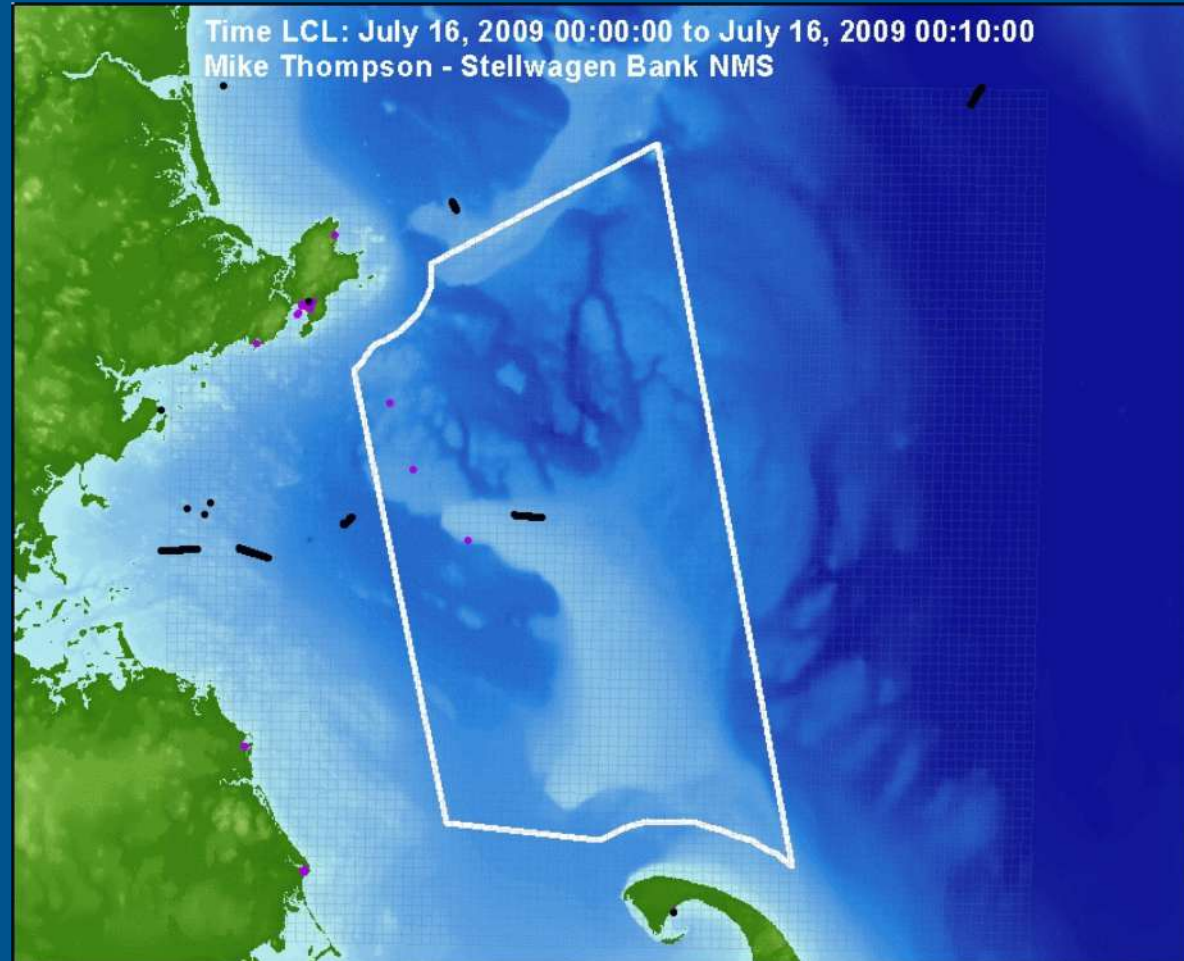 Time LCL: July 16, 2009 00:00:00 to July 16, 2009 00:10:00
Mike Thompson - Stellwagen Bank NMS